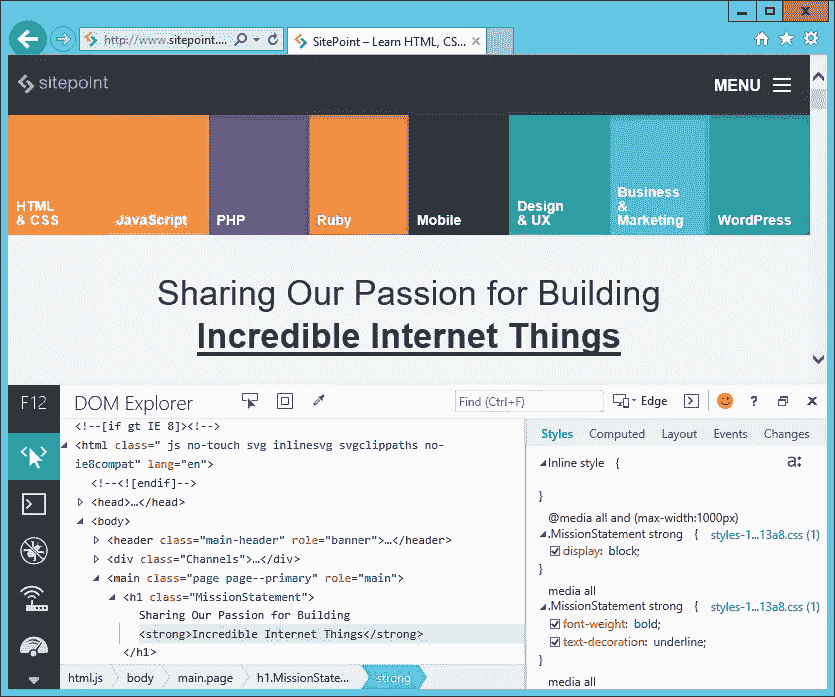 http://www.sitepoint....
SitePoint – Learn HTML, CS...
sitepoint
MENU
HTML
& CSS
JavaScript
PHP
Ruby
Mobile
Design
& UX
Business
&
Marketing
WordPress
Sharing Our Passion for Building
Incredible Internet Things
F12
DOM Explorer
Find (Ctrl+F)
Edge
?
<!--[if gt IE 8]><!-->
<html class=" js no-touch svg inlinesvg svgclippaths no-
ie8compat" lang="en">
<!--<![endif]-->
<head>...</head>
<body>
<header class="main-header" role="banner">...</header>
<div class="Channels">...</div>
<main class="page page--primary" role="main">
<h1 class="MissionStatement">
Sharing Our Passion for Building
<strong>Incredible Internet Things</strong>
</h1>
html.js
body
main.page
h1.MissionState...
strong
Styles Computed Layout Events Changes
Inline style {
a:
}
@media all and (max-width:1000px)
.MissionStatement strong { styles-1...13a8.css (1)
display: block;
}
media all
.MissionStatement strong { styles-1...13a8.css (1)
font-weight: bold;
text-decoration: underline;
}
media all